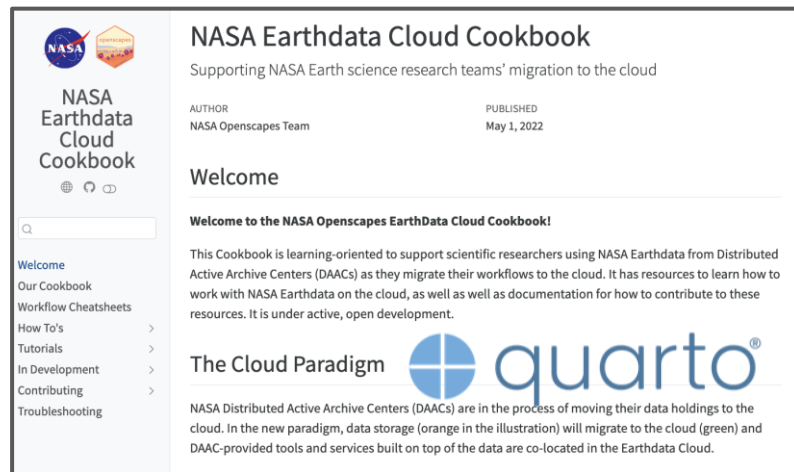 NASA
openscapes
NASA
Earthdata
Cloud
Cookbook
Welcome
Our Cookbook
Workflow Cheatsheets
How To's
Tutorials
In Development
Contributing
Troubleshooting
NASA Earthdata Cloud Cookbook
Supporting NASA Earth science research teams' migration to the cloud
AUTHOR PUBLISHED
NASA Openscapes Team May 1, 2022
Welcome
Welcome to the NASA Openscapes EarthData Cloud Cookbook!
This Cookbook is learning-oriented to support scientific researchers using NASA Earthdata from Distributed
Active Archive Centers (DAACs) as they migrate their workflows to the cloud. It has resources to learn how to
work with NASA Earthdata on the cloud, as well as well as documentation for how to contribute to these
resources. It is under active, open development.
The Cloud Paradigm
quarto®
NASA Distributed Active Archive Centers (DAACs) are in the process of moving their data holdings to the
cloud. In the new paradigm, data storage (orange in the illustration) will migrate to the cloud (green) and
DAAC-provided tools and services built on top of the data are co-located in the Earthdata Cloud.